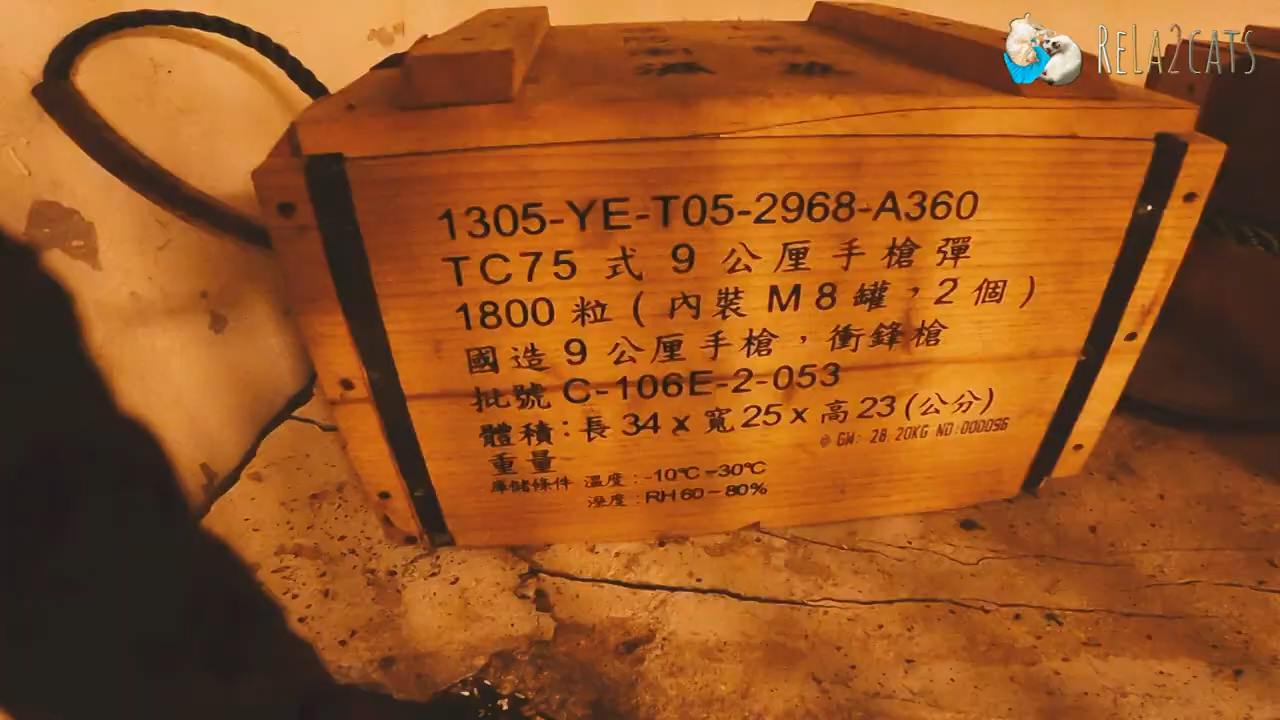 RELA2CATS
1305-YE-T05-2968-A360
TC75 式 9 公厘手槍彈
1800 粒 ( 內裝 M8 罐，2 個 )
國造 9 公厘手槍，衝鋒槍
批號 C-106E-2-053
體積：長 34 x 寬 25 x 高 23 (公分)
GW: 28.20KG NO:000096
重量
庫儲條件 溫度：-10℃-30℃
溼度：RH 60-80%